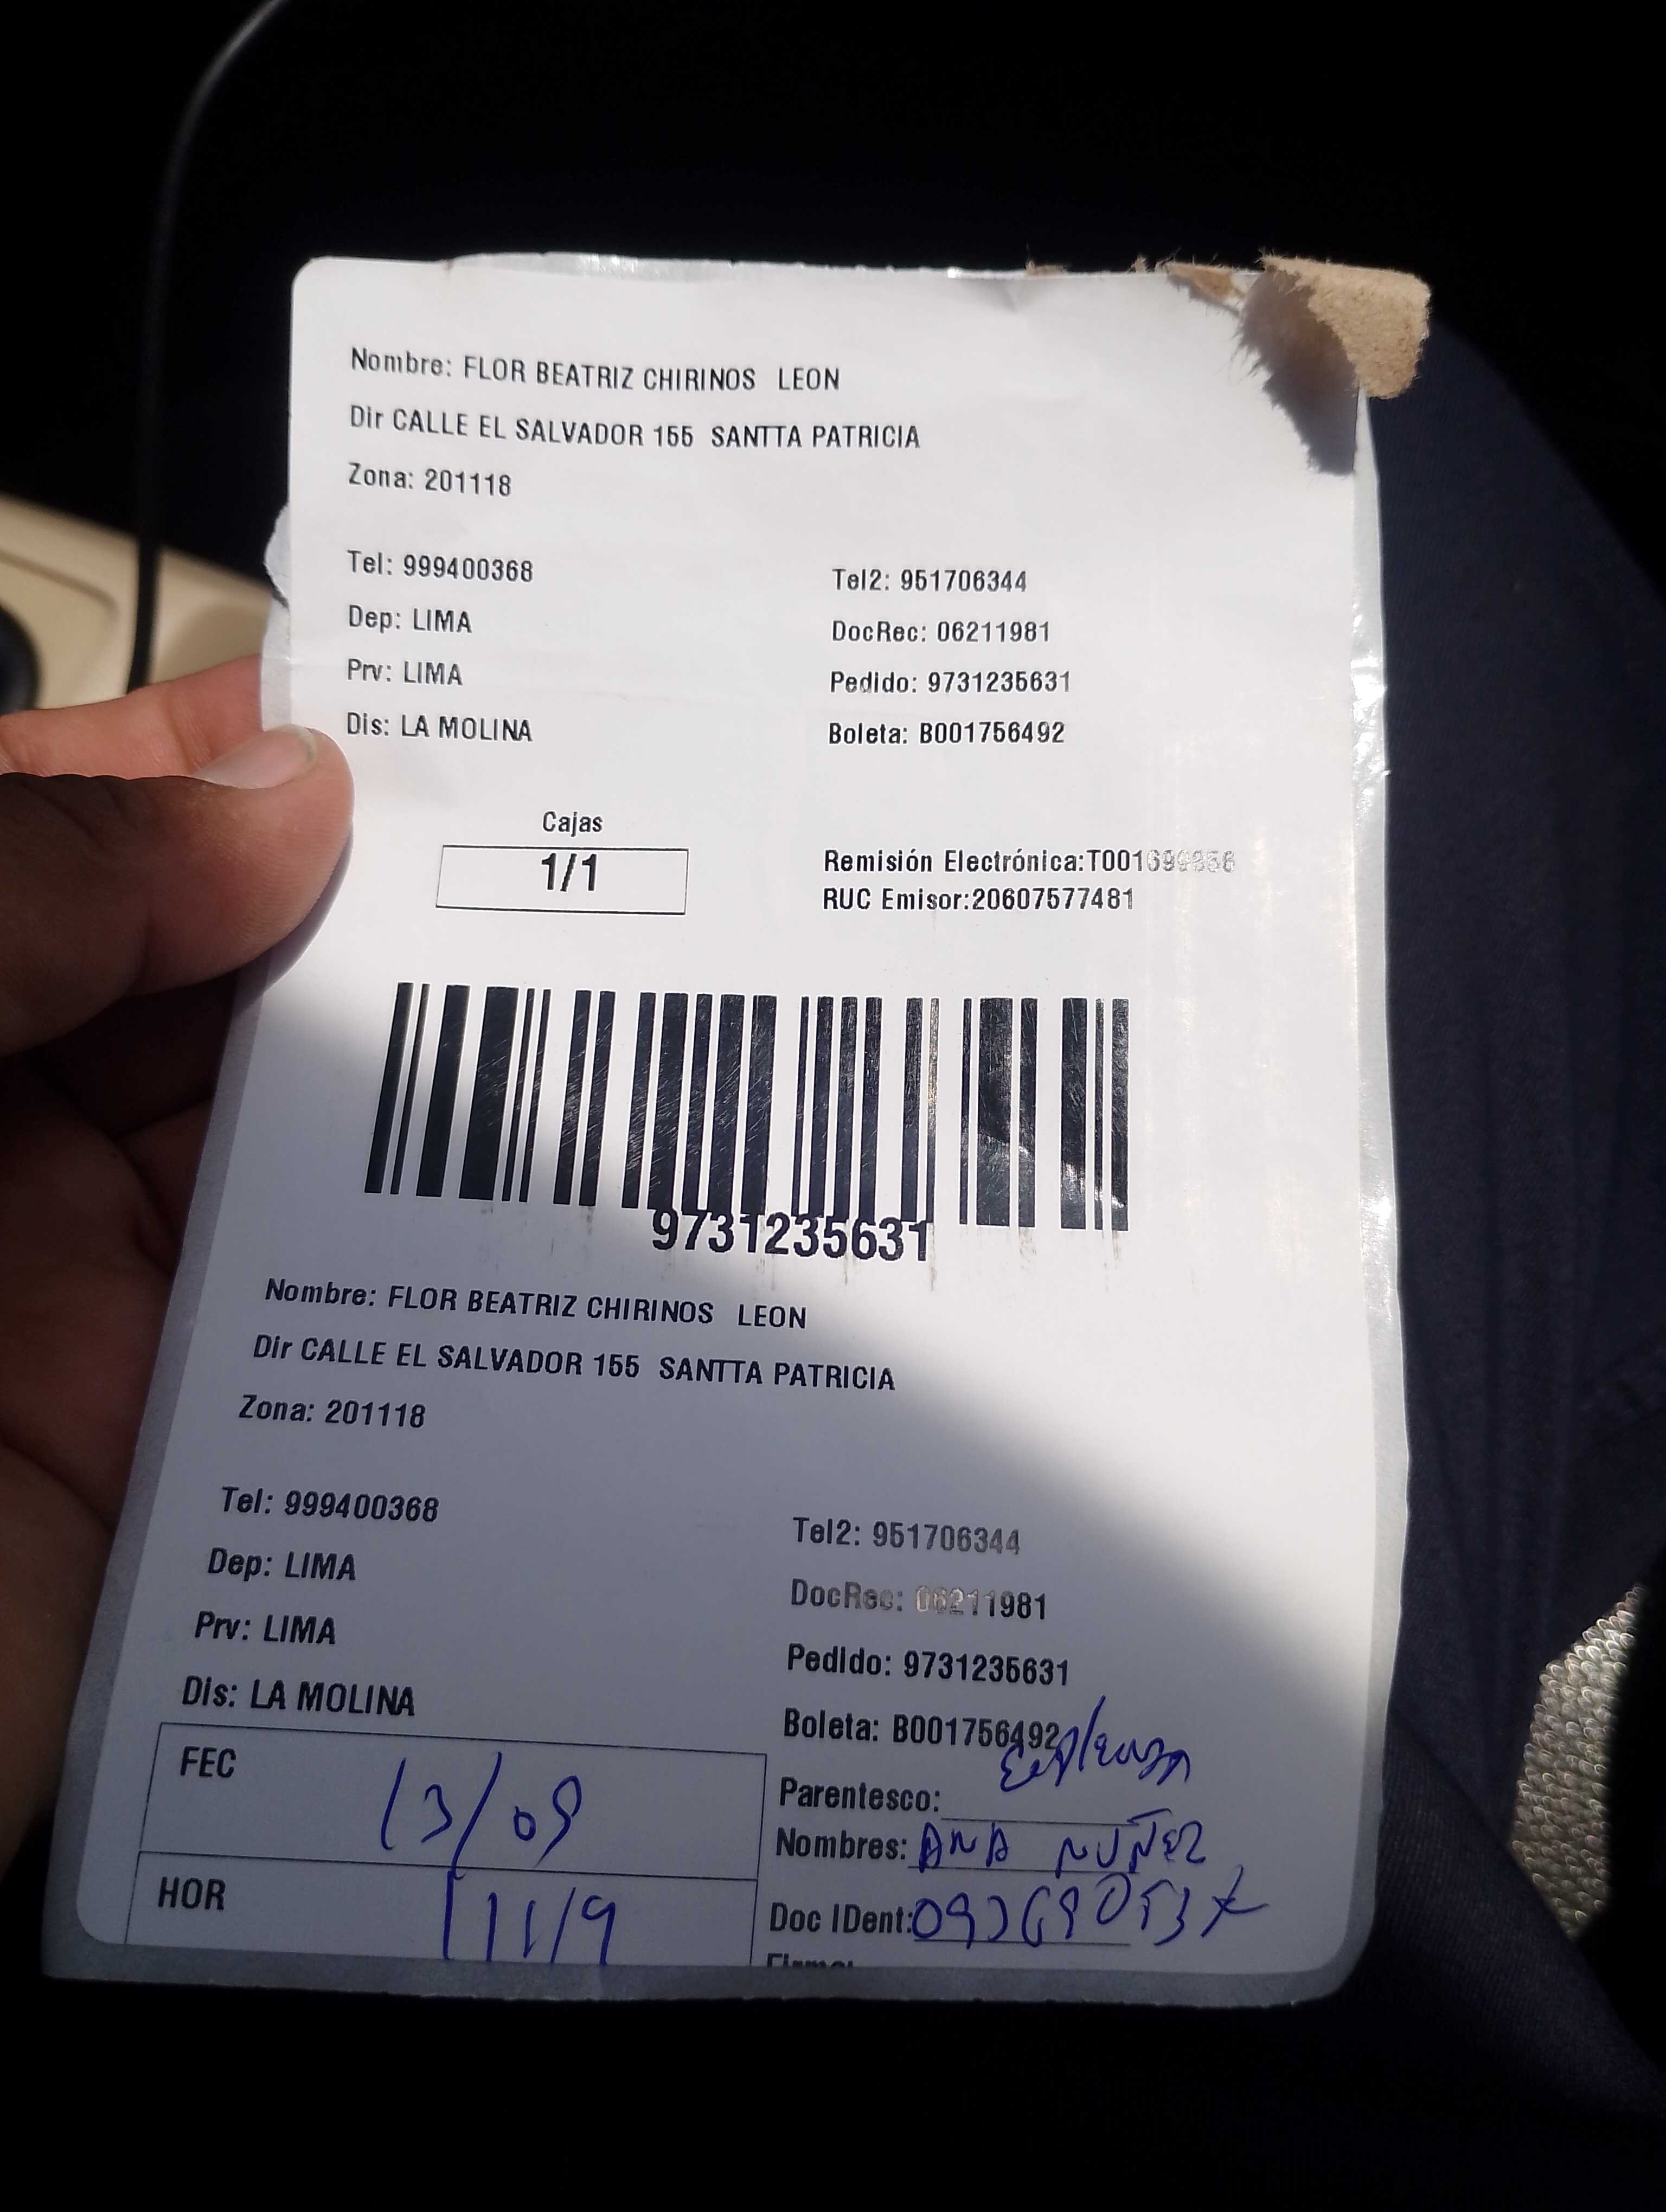 Nombre: FLOR BEATRIZ CHIRINOS LEON
Dir CALLE EL SALVADOR 155 SANTTA PATRICIA
Zona: 201118
Tel: 999400368 Tel2: 951706344
Dep: LIMA DocRec: 06211981
Prv: LIMA Pedido: 9731235631
Dis: LA MOLINA Boleta: B001756492
Cajas
1/1
Remisión Electrónica:
RUC Emisor:20607577481
9731235631
Nombre: FLOR BEATRIZ CHIRINOS LEON
Dir CALLE EL SALVADOR 155 SANTTA PATRICIA
Zona: 201118
Tel: 999400368 Tel2: 951706344
Dep: LIMA DocRec: 06211981
Prv: LIMA Pedido: 9731235631
Dis: LA MOLINA Boleta: B001756492
FEC 13/09
Parentesco:
Nombres: ANA NUÑEZ
HOR
Doc IDent: